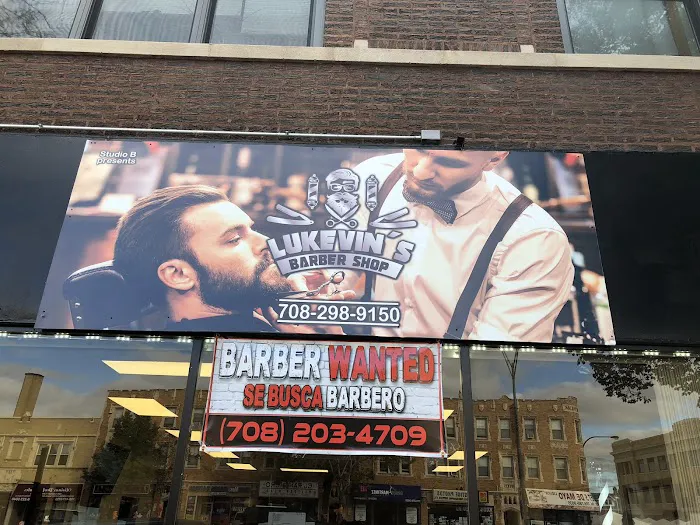 Studio B
presents
LUKEVIN´S
BARBER SHOP
708-298-9150
BARBER WANTED
SE BUSCA BARBERO
(708) 203-4709